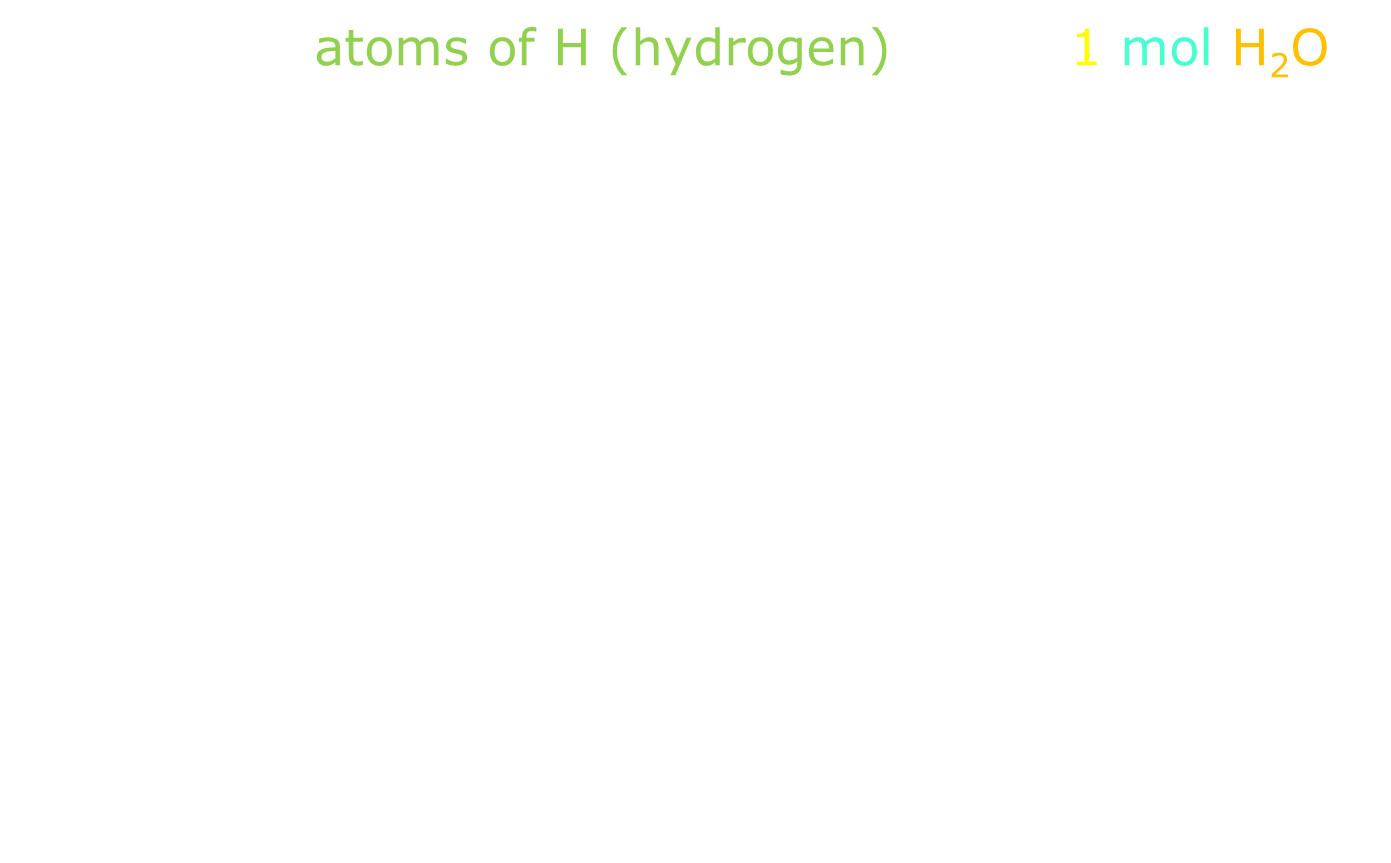 atoms of H (hydrogen) 1 mol H₂O